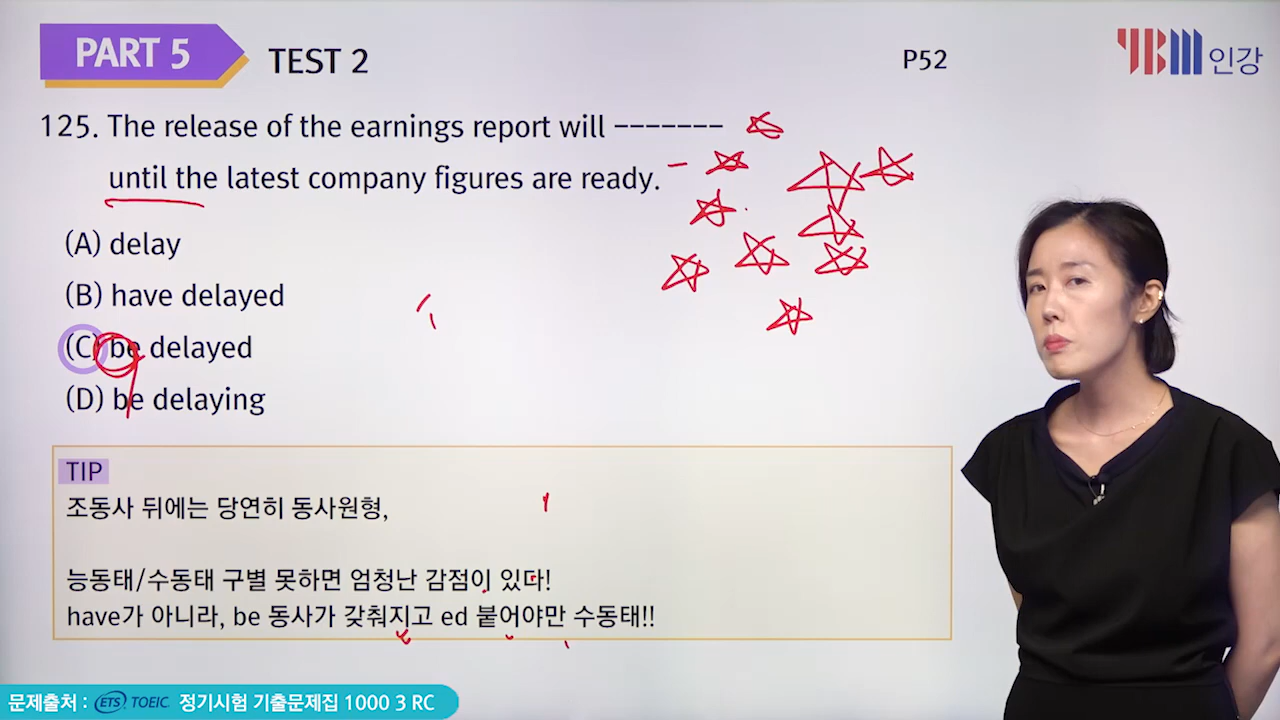 PART 5
TEST 2
P52
YBM 인강
125. The release of the earnings report will -------
until the latest company figures are ready.
(A) delay
(B) have delayed
(C) be delayed
(D) be delaying
TIP
조동사 뒤에는 당연히 동사원형,
능동태/수동태 구별 못하면 엄청난 감점이 있다!
have가 아니라, be 동사가 갖춰지고 ed 붙어야만 수동태!!
문제출처 : ETS TOEIC 정기시험 기출문제집 1000 3 RC